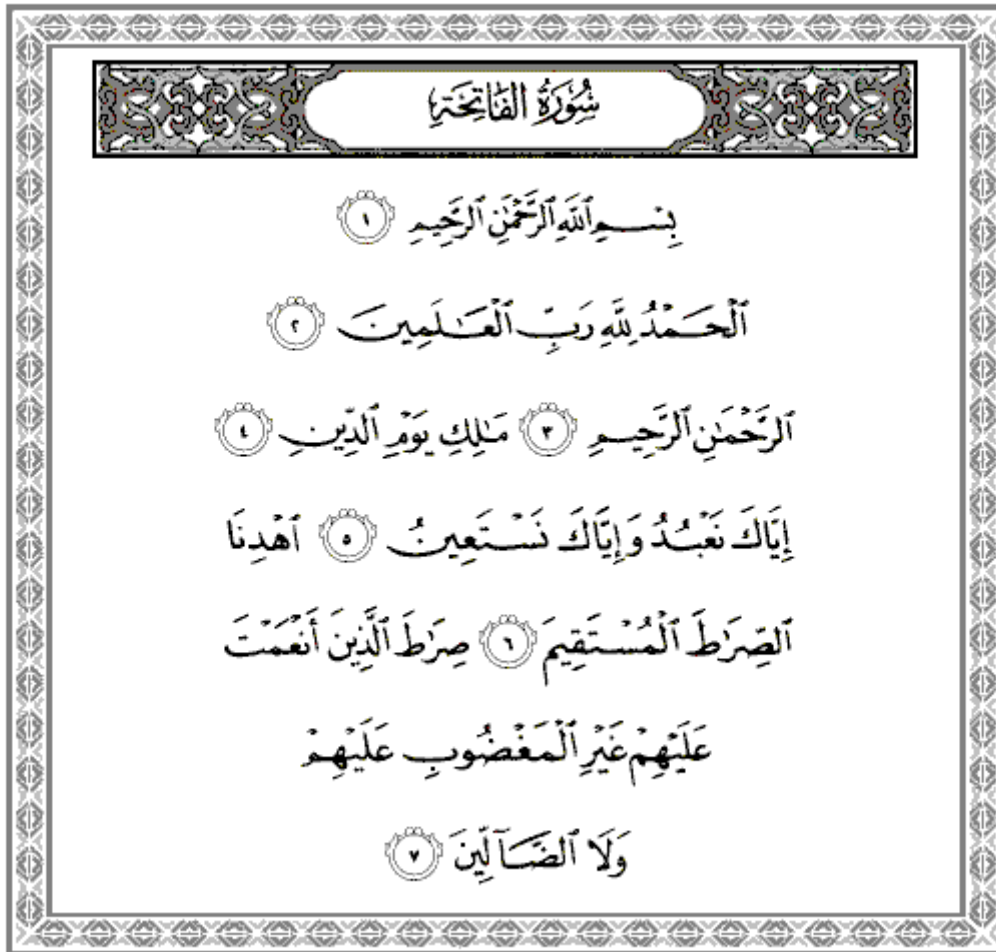 سُورَةُ الفَاتِحَةِ
بِسْمِ ٱللَّهِ ٱلرَّحْمَٰنِ ٱلرَّحِيمِ ١
ٱلْحَمْدُ لِلَّهِ رَبِّ ٱلْعَـٰلَمِينَ ٢
ٱلرَّحْمَٰنِ ٱلرَّحِيمِ ٣ مَـٰلِكِ يَوْمِ ٱلدِّينِ ٤
إِيَّاكَ نَعْبُدُ وَإِيَّاكَ نَسْتَعِينُ ٥ ٱهْدِنَا
ٱلصِّرَٰطَ ٱلْمُسْتَقِيمَ ٦ صِرَٰطَ ٱلَّذِينَ أَنْعَمْتَ
عَلَيْهِمْ غَيْرِ ٱلْمَغْضُوبِ عَلَيْهِمْ
وَلَا ٱلضَّآلِّينَ ٧